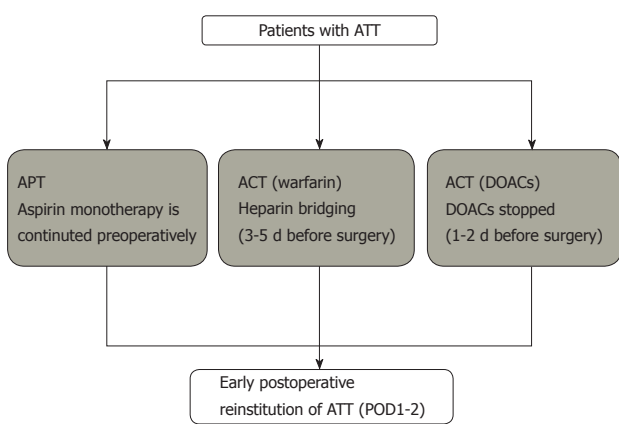 Patients with ATT
APT
Aspirin monotherapy is
continuted preoperatively
ACT (warfarin)
Heparin bridging
(3-5 d before surgery)
ACT (DOACs)
DOACs stopped
(1-2 d before surgery)
Early postoperative
reinstitution of ATT (POD1-2)